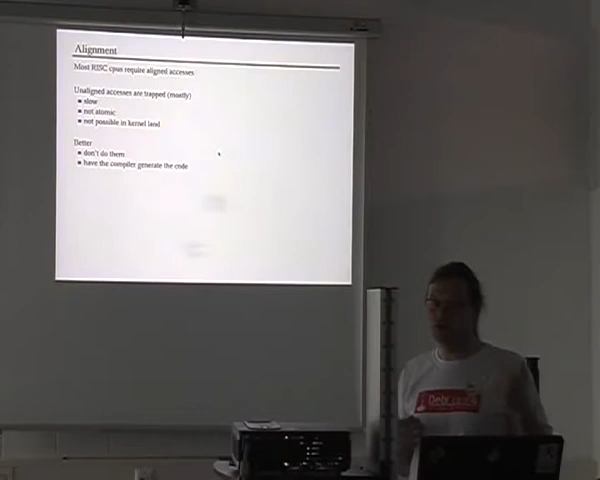 Alignment
Most RISC cpus require aligned accesses
Unaligned accesses are trapped (mostly)
■ slow
■ not atomic
■ not possible in kernel land
Better
■ don't do them
■ have the compiler generate the code